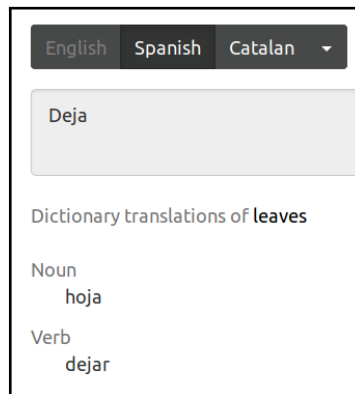 English Spanish Catalan
Deja
Dictionary translations of leaves
Noun
hoja
Verb
dejar